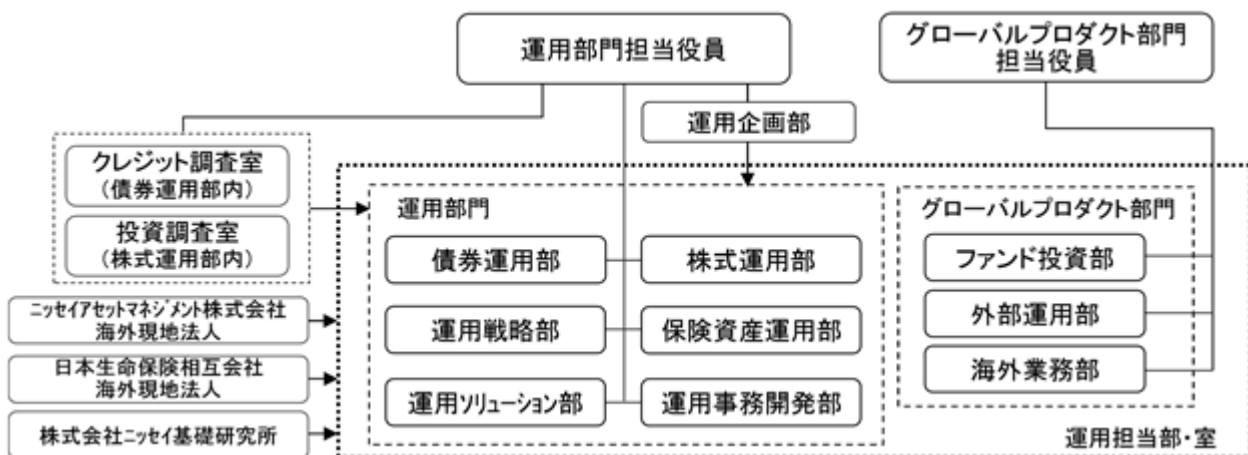 運用部門担当役員
グローバルプロダクト部門
担当役員
運用企画部
クレジット調査室
(債券運用部内)
投資調査室
(株式運用部内)
運用部門
グローバルプロダクト部門
債券運用部
株式運用部
ファンド投資部
ニッセイアセットマネジメント株式会社
海外現地法人
運用戦略部
保険資産運用部
外部運用部
日本生命保険相互会社
海外現地法人
海外業務部
運用ソリューション部
運用事務開発部
株式会社ニッセイ基礎研究所
運用担当部・室